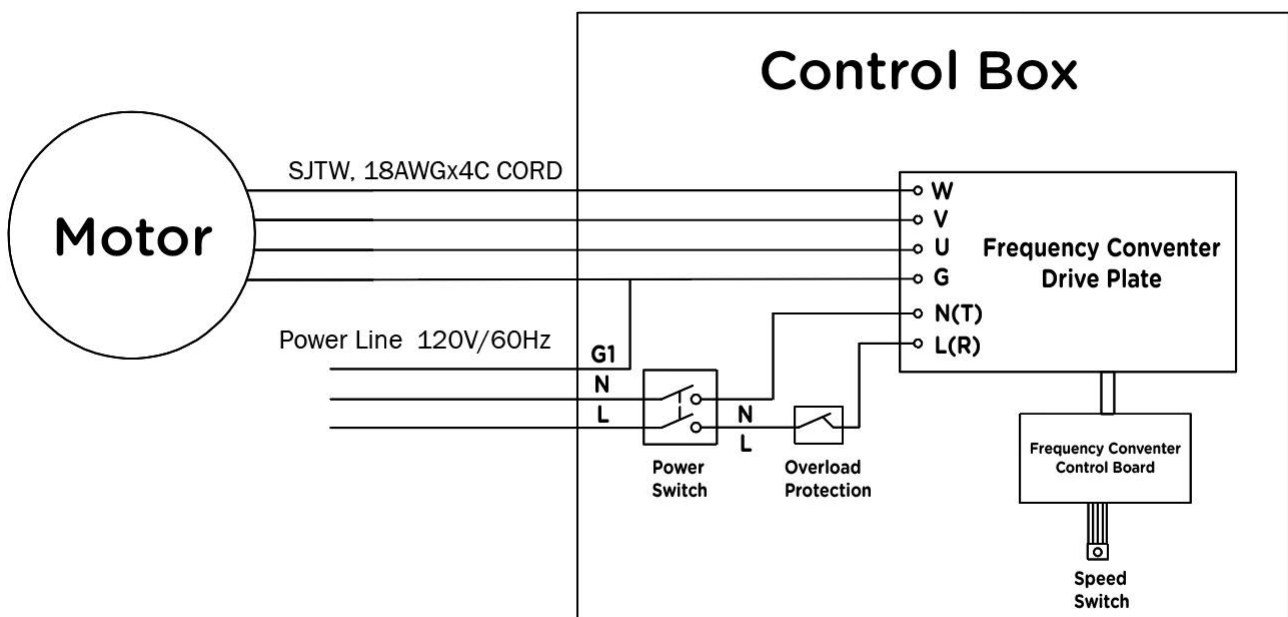 Control Box
SJTW, 18AWGx4C CORD
Motor
W
V
U
G
N(T)
L(R)
Frequency Conventer
Drive Plate
Power Line 120V/60Hz
G1
N
L
N
L
Power
Switch
Overload
Protection
Frequency Conventer
Control Board
Speed
Switch